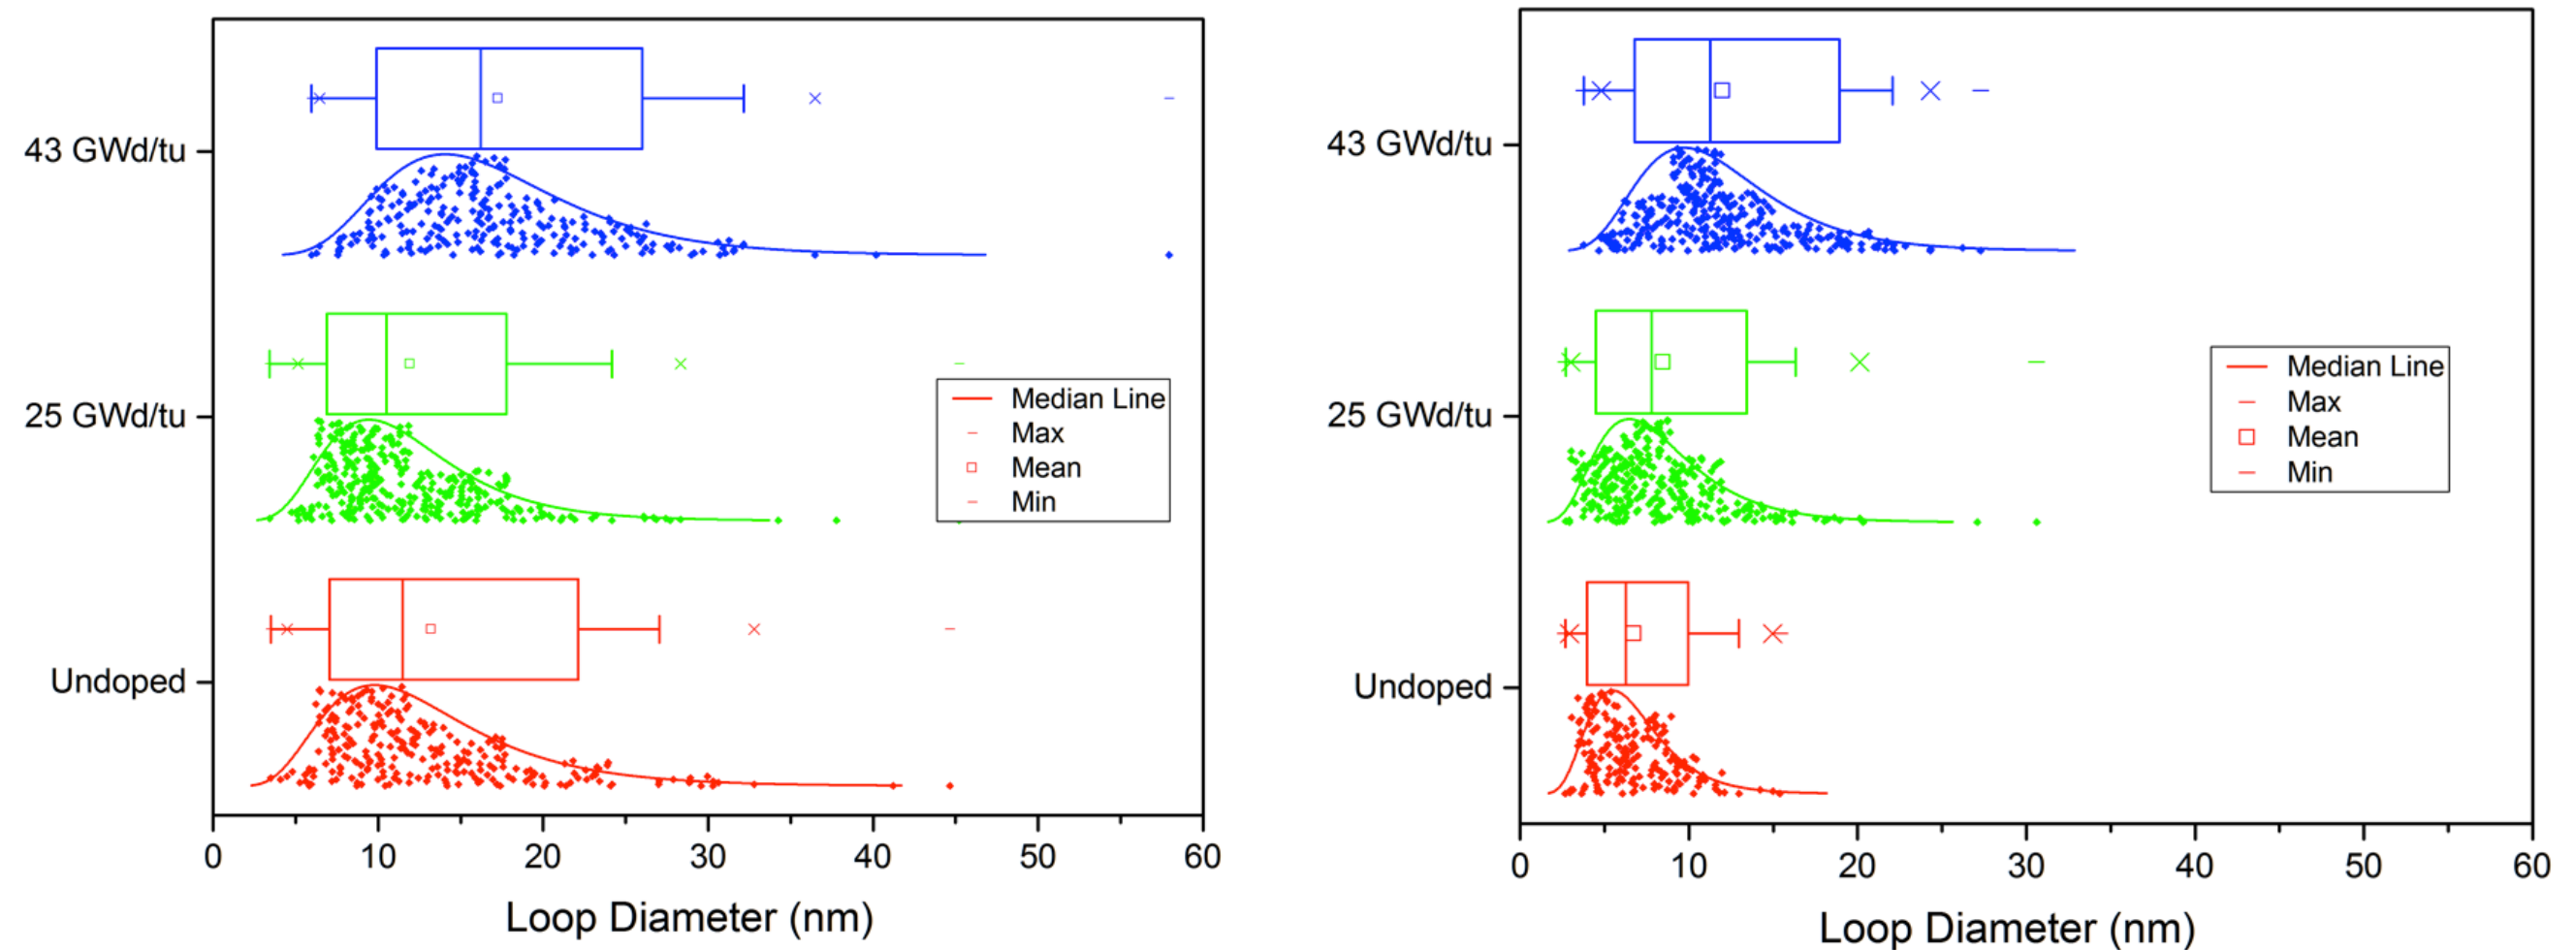 43 GWd/tu
25 GWd/tu
Undoped
Median Line
Max
Mean
Min
0 10 20 30 40 50 60
Loop Diameter (nm)
43 GWd/tu
25 GWd/tu
Undoped
Median Line
Max
Mean
Min
0 10 20 30 40 50 60
Loop Diameter (nm)